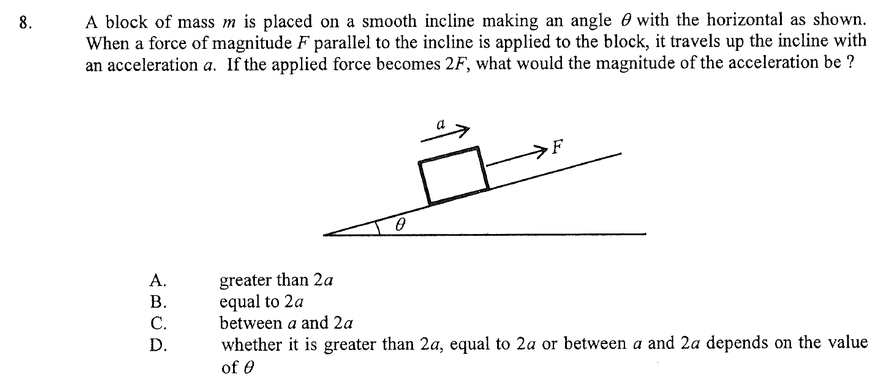 8. A block of mass m is placed on a smooth incline making an angle θ with the horizontal as shown.
When a force of magnitude F parallel to the incline is applied to the block, it travels up the incline with
an acceleration a. If the applied force becomes 2F, what would the magnitude of the acceleration be ?
a
F
θ
A. greater than 2a
B. equal to 2a
C. between a and 2a
D. whether it is greater than 2a, equal to 2a or between a and 2a depends on the value
of θ